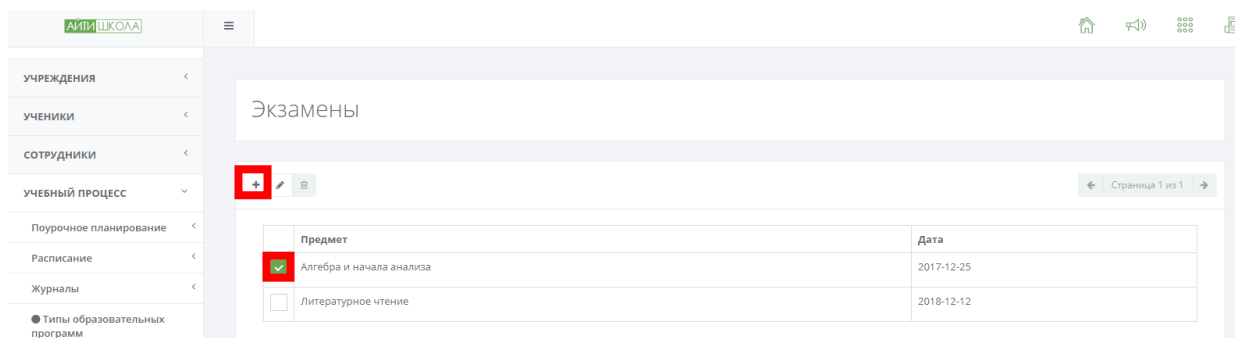 АЙТИ ШКОЛА
УЧРЕЖДЕНИЯ
УЧЕНИКИ
СОТРУДНИКИ
УЧЕБНЫЙ ПРОЦЕСС
Поурочное планирование
Расписание
Журналы
Типы образовательных
программ
Экзамены
Страница 1 из 1
Предмет Дата
Алгебра и начала анализа 2017-12-25
Литературное чтение 2018-12-12